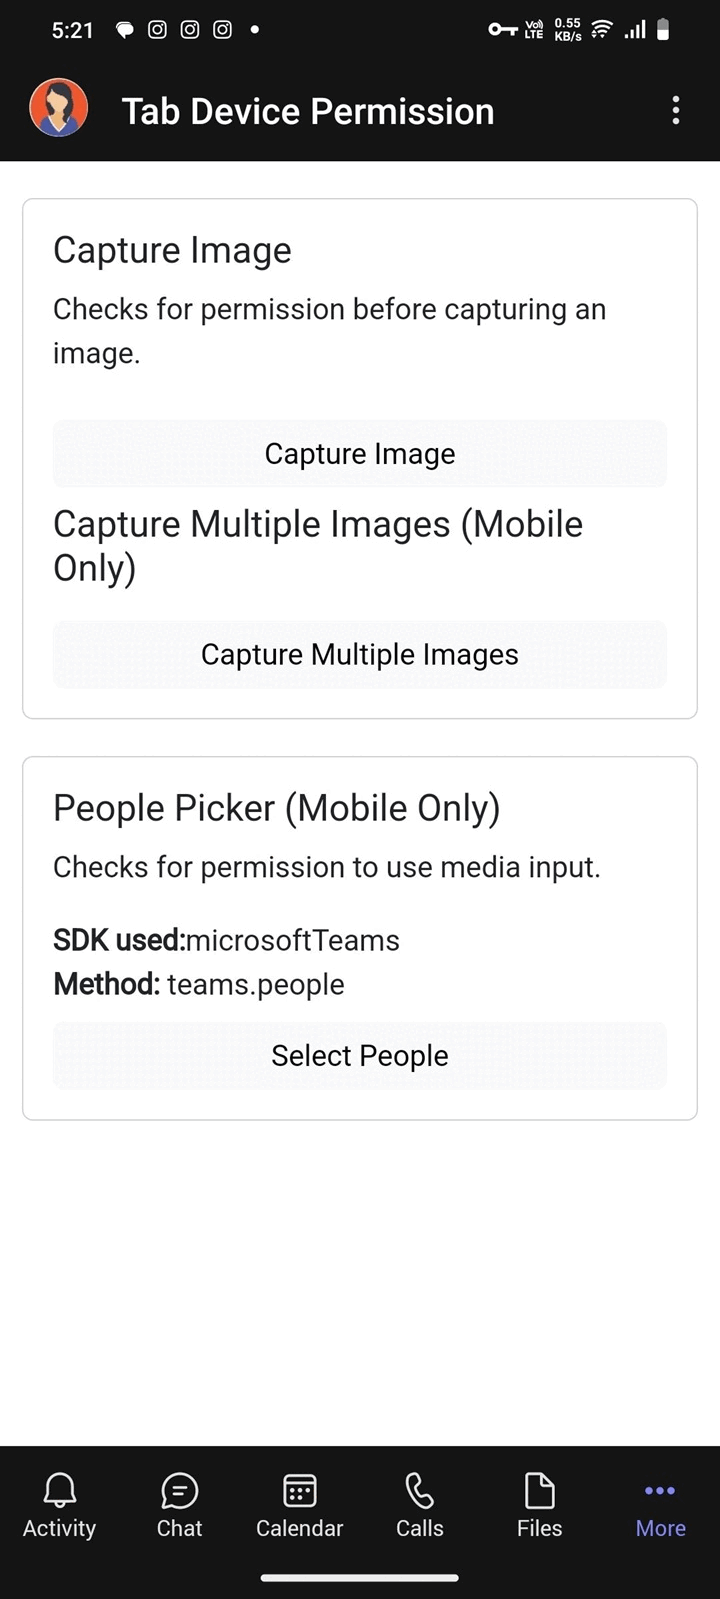 5:21
Vo) LTE
0.55 KB/s
Tab Device Permission
Capture Image
Checks for permission before capturing an
image.
Capture Image
Capture Multiple Images (Mobile
Only)
Capture Multiple Images
People Picker (Mobile Only)
Checks for permission to use media input.
SDK used:microsoftTeams
Method: teams.people
Select People
Activity
Chat
Calendar
Calls
Files
More